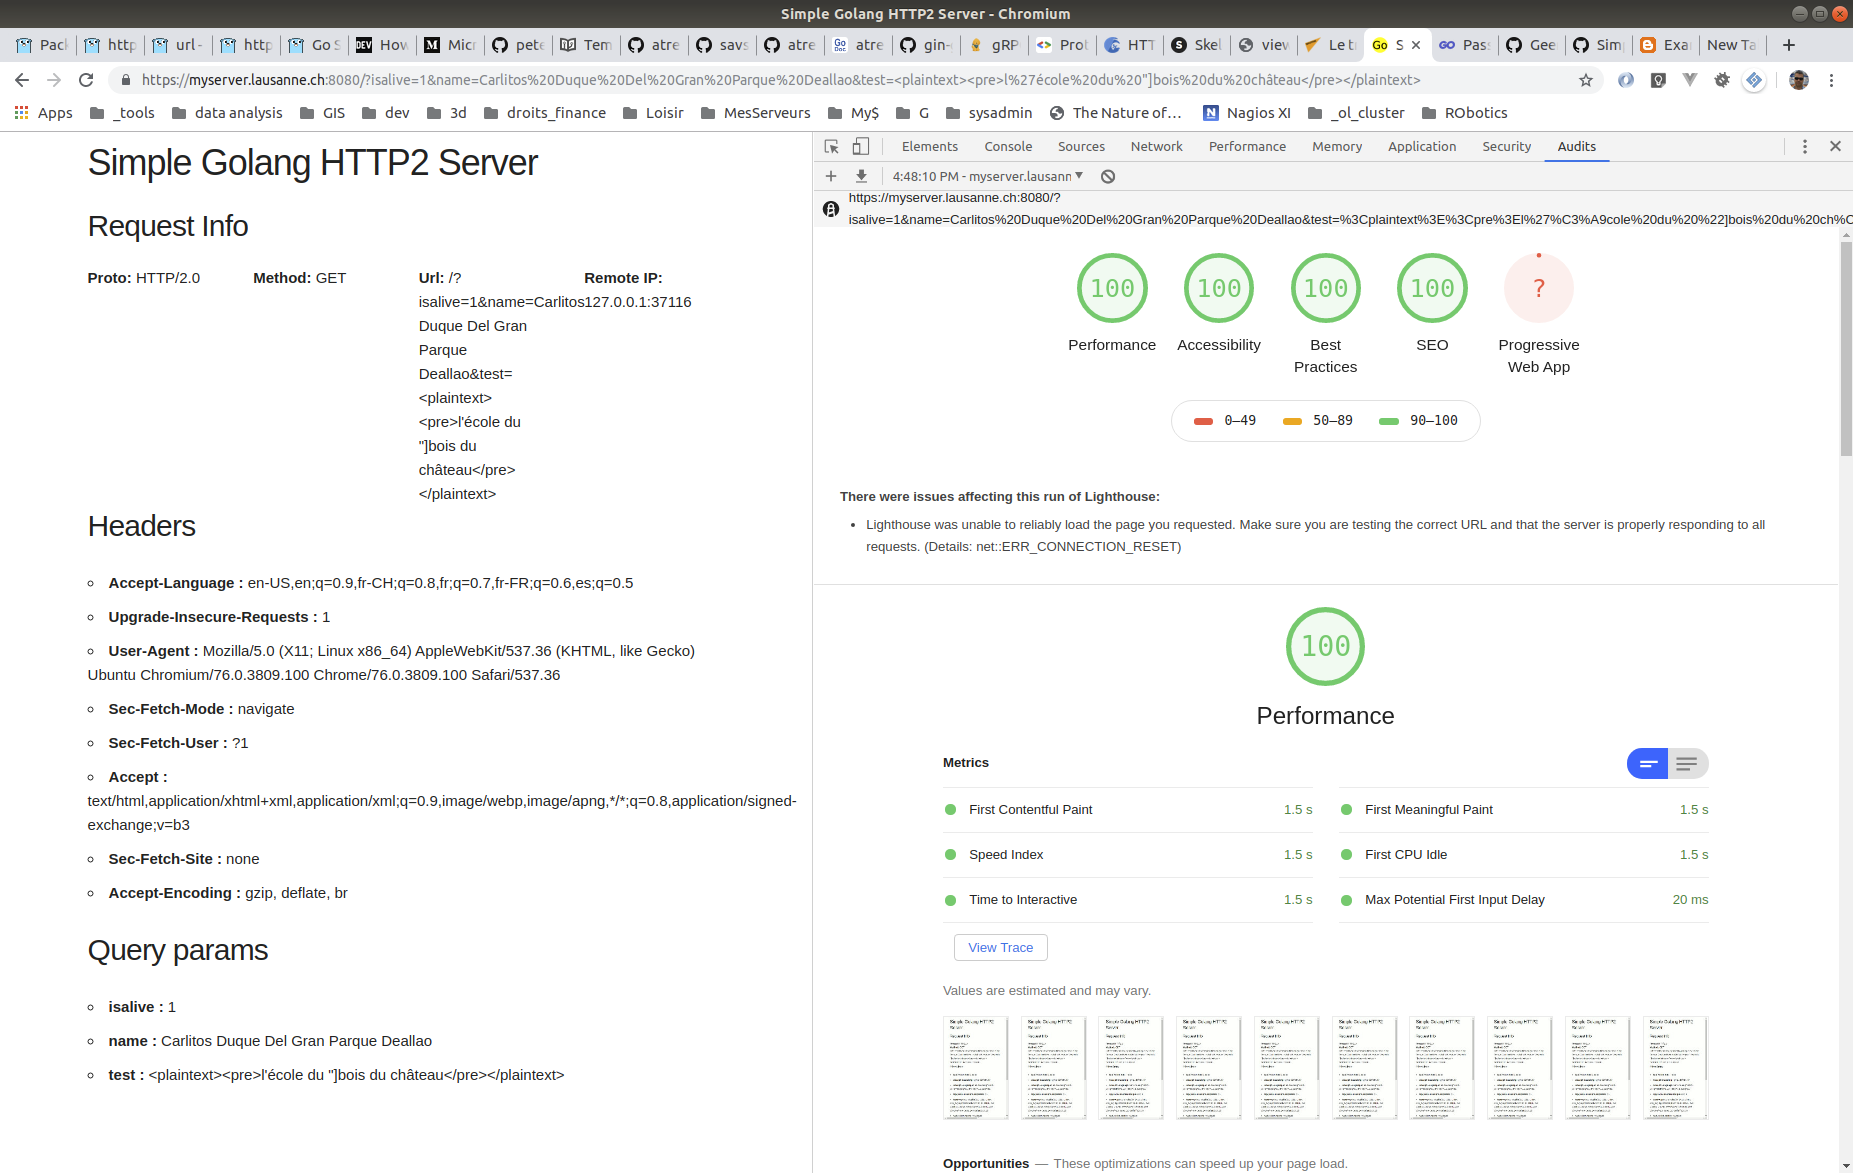 Simple Golang HTTP2 Server - Chromium
Pack http url - http Go S DEV How M Micr pete Tem atre savs atre Go Doc atre gin- gRP Prot HTT S Skel view Le t Go S Pass Gee Sim Exa New Ta
https://myserver.lausanne.ch:8080/?isalive=1&name=Carlitos%20Duque%20Del%20Gran%20Parque%20Deallao&test=<plaintext><pre>l%27école%20du%20"]bois%20du%20château</pre></plaintext>
Apps _tools data analysis GIS dev 3d droits_finance Loisir MesServeurs My$ G sysadmin The Nature of… N Nagios XI _ol_cluster RObotics
Simple Golang HTTP2 Server
Request Info
Proto: HTTP/2.0 Method: GET Url: /? Remote IP:
isalive=1&name=Carlitos 127.0.0.1:37116
Duque Del Gran
Parque
Deallao&test=
<plaintext>
<pre>l'école du
"]bois du
château</pre>
</plaintext>
Headers
Accept-Language : en-US,en;q=0.9,fr-CH;q=0.8,fr;q=0.7,fr-FR;q=0.6,es;q=0.5
Upgrade-Insecure-Requests : 1
User-Agent : Mozilla/5.0 (X11; Linux x86_64) AppleWebKit/537.36 (KHTML, like Gecko)
Ubuntu Chromium/76.0.3809.100 Chrome/76.0.3809.100 Safari/537.36
Sec-Fetch-Mode : navigate
Sec-Fetch-User : ?1
Accept :
text/html,application/xhtml+xml,application/xml;q=0.9,image/webp,image/apng,*/*;q=0.8,application/signed-
exchange;v=b3
Sec-Fetch-Site : none
Accept-Encoding : gzip, deflate, br
Query params
isalive : 1
name : Carlitos Duque Del Gran Parque Deallao
test : <plaintext><pre>l'école du "]bois du château</pre></plaintext>
Elements Console Sources Network Performance Memory Application Security Audits
4:48:10 PM - myserver.lausann
https://myserver.lausanne.ch:8080/?
isalive=1&name=Carlitos%20Duque%20Del%20Gran%20Parque%20Deallao&test=%3Cplaintext%3E%3Cpre%3El%27%C3%A9cole%20du%20%22]bois%20du%20ch%C
100 100 100 100 ?
Performance Accessibility Best Practices SEO Progressive Web App
0–49 50–89 90–100
There were issues affecting this run of Lighthouse:
Lighthouse was unable to reliably load the page you requested. Make sure you are testing the correct URL and that the server is properly responding to all
requests. (Details: net::ERR_CONNECTION_RESET)
100
Performance
Metrics
First Contentful Paint 1.5 s First Meaningful Paint 1.5 s
Speed Index 1.5 s First CPU Idle 1.5 s
Time to Interactive 1.5 s Max Potential First Input Delay 20 ms
View Trace
Values are estimated and may vary.
Opportunities — These optimizations can speed up your page load.